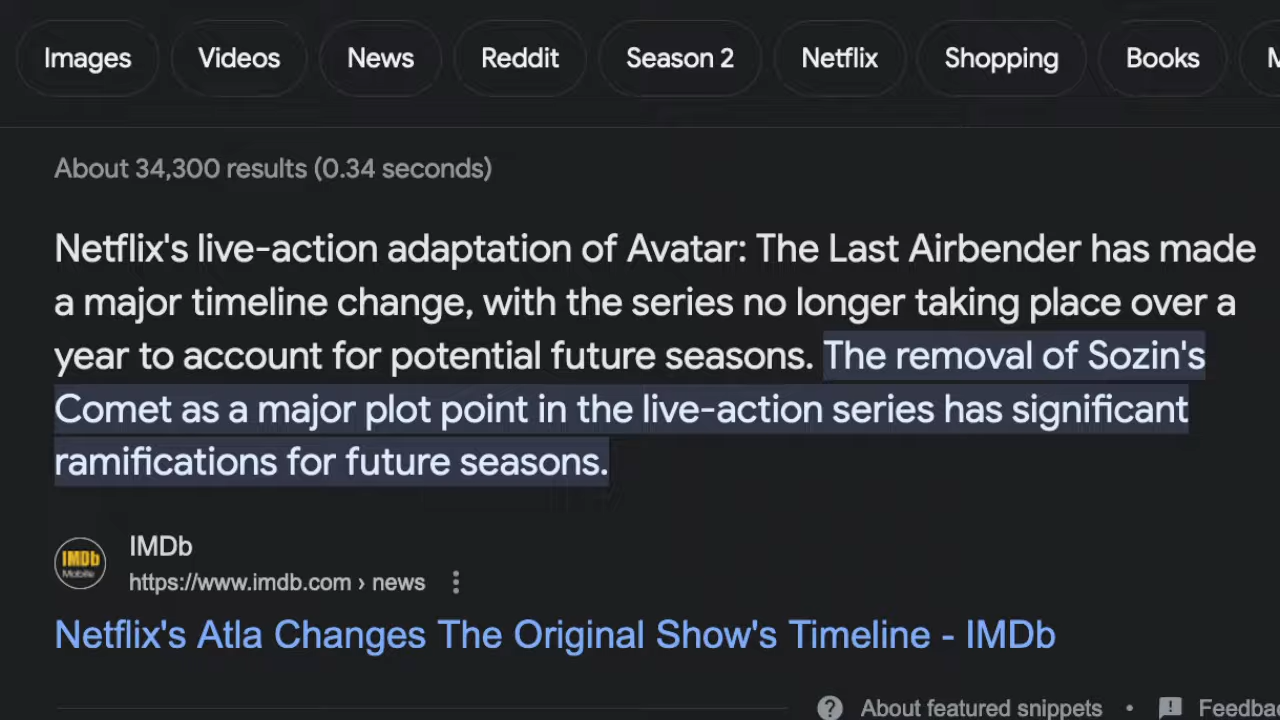 Images Videos News Reddit Season 2 Netflix Shopping Books
About 34,300 results (0.34 seconds)
Netflix's live-action adaptation of Avatar: The Last Airbender has made
a major timeline change, with the series no longer taking place over a
year to account for potential future seasons. The removal of Sozin's
Comet as a major plot point in the live-action series has significant
ramifications for future seasons.
IMDb
IMDb
Mobile
https://www.imdb.com › news
Netflix's Atla Changes The Original Show's Timeline - IMDb
About featured snippets • Feedba